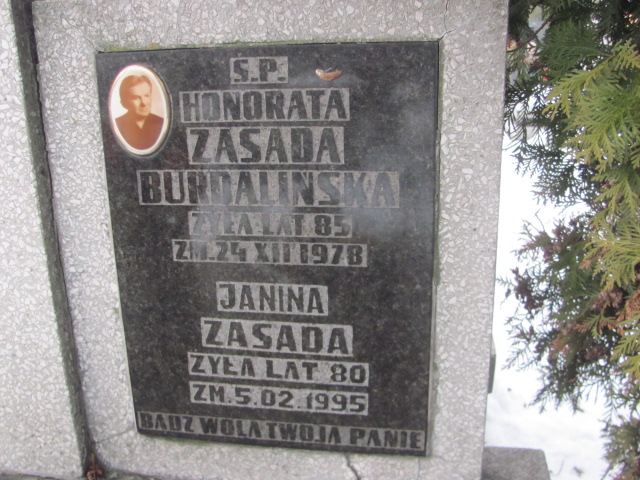 S.P.
HONORATA
ZASADA
BURDALIŃSKA
ŻYŁA LAT 85
ZM.24 XII 1978
JANINA
ZASADA
ŻYŁA LAT 80
ZM.5.02.1995
BĄDŹ WOLA TWOJA PANIE